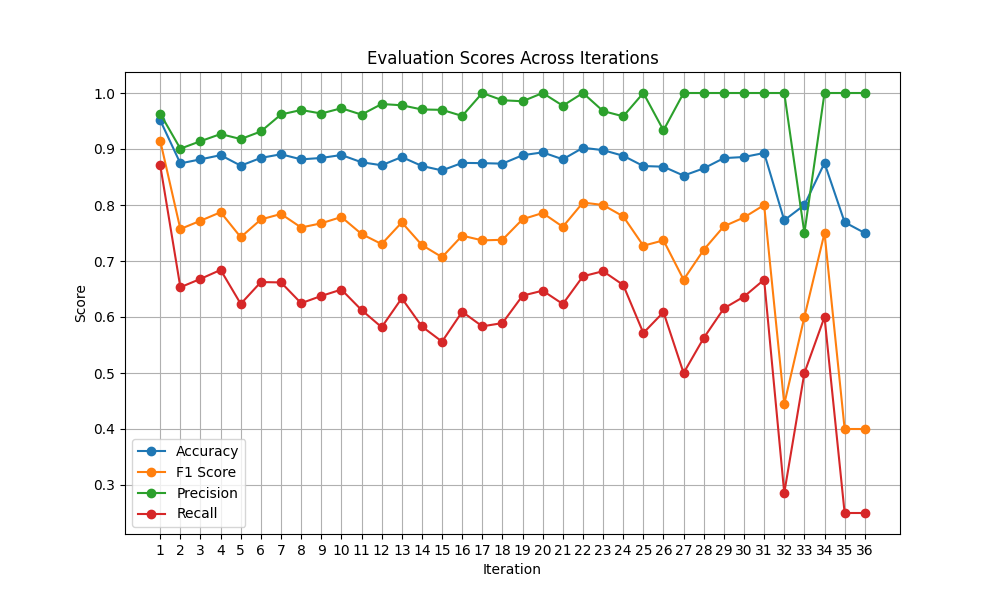 Evaluation Scores Across Iterations
Score
1.0
0.9
0.8
0.7
0.6
0.5
0.4
0.3
Accuracy
F1 Score
Precision
Recall
1 2 3 4 5 6 7 8 9 10 11 12 13 14 15 16 17 18 19 20 21 22 23 24 25 26 27 28 29 30 31 32 33 34 35 36
Iteration